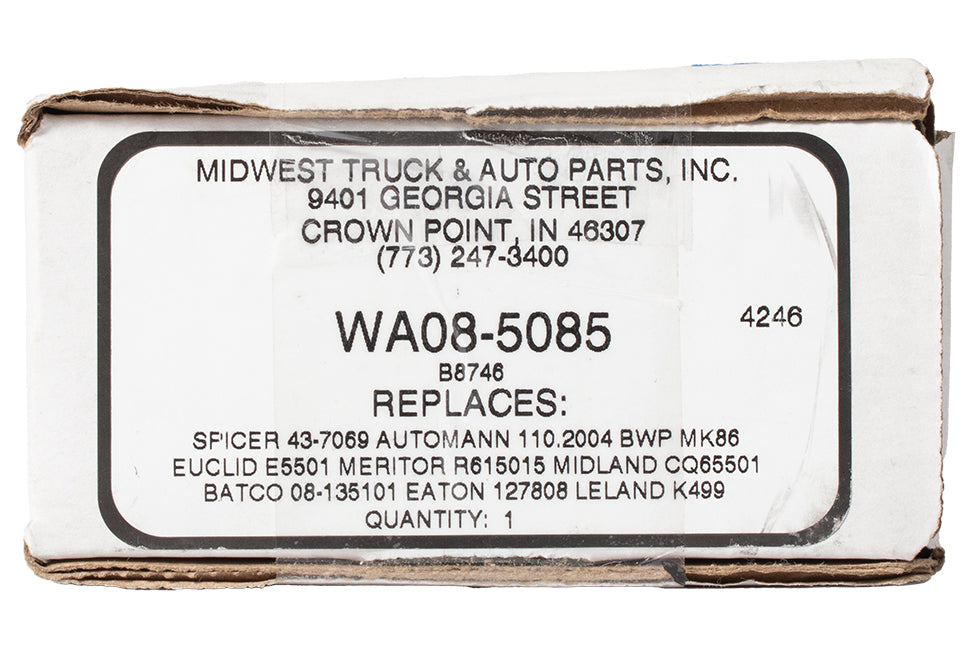 MIDWEST TRUCK & AUTO PARTS, INC.
9401 GEORGIA STREET
CROWN POINT, IN 46307
(773) 247-3400
WA08-5085
4246
B8746
REPLACES:
SPICER 43-7069 AUTOMANN 110.2004 BWP MK86
EUCLID E5501 MERITOR R615015 MIDLAND CQ65501
BATCO 08-135101 EATON 127808 LELAND K499
QUANTITY: 1